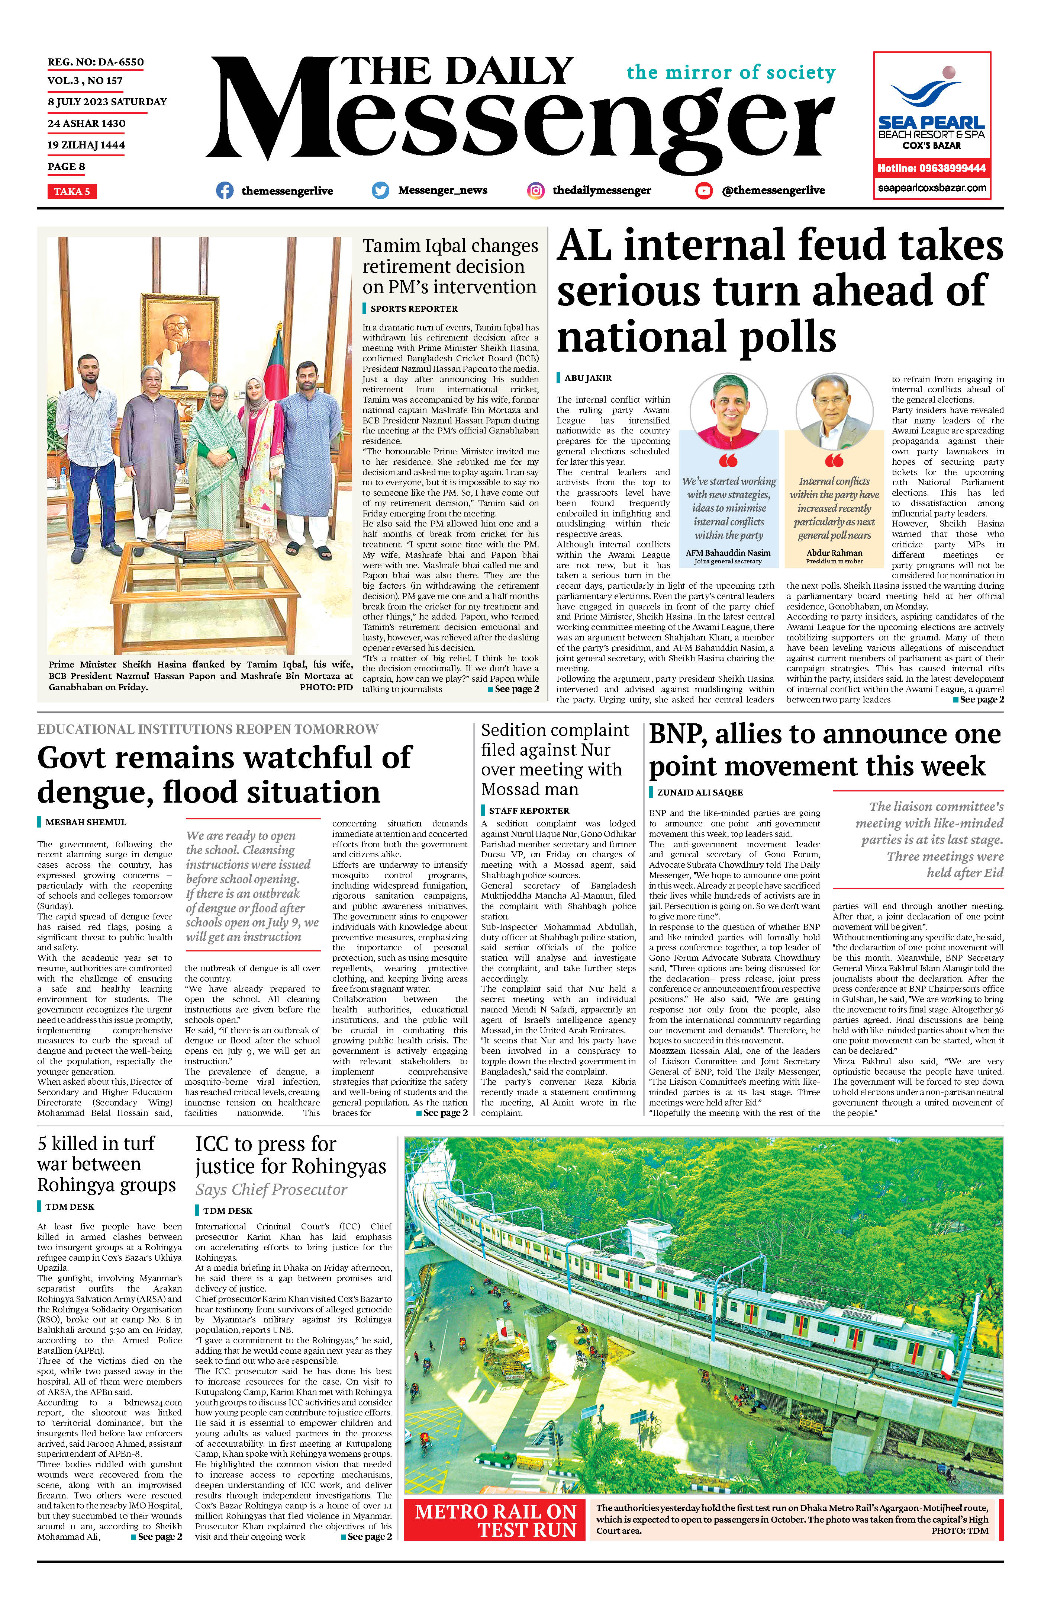 REG. NO: DA-6550
VOL.3 , NO 157
8 JULY 2023 SATURDAY
24 ASHAR 1430
19 ZILHAJ 1444
PAGE 8
TAKA 5
THE DAILY
Messenger
the mirror of society
themessengerlive
Messenger_news
thedailymessenger
@themessengerlive
SEA PEARL
BEACH RESORT & SPA
COX'S BAZAR
Hotline: 09638999444
seapearlcoxsbazar.com
Prime Minister Sheikh Hasina flanked by Tamim Iqbal, his wife,
BCB President Nazmul Hassan Papon and Mashrafe Bin Mortaza at
Ganabhaban on Friday.
PHOTO: PID
Tamim Iqbal changes
retirement decision
on PM's intervention
SPORTS REPORTER
In a dramatic turn of events, Tamim Iqbal has
withdrawn his retirement decision after a
meeting with Prime Minister Sheikh Hasina,
confirmed Bangladesh Cricket Board (BCB)
President Nazmul Hassan Papon to the media.
Just a day after announcing his sudden
retirement from international cricket,
Tamim was accompanied by his wife, former
national captain Mashrafe Bin Mortaza and
BCB President Nazmul Hassan Papon during
the meeting at the PM's official Ganabhaban
residence.
"The honourable Prime Minister invited me
to her residence. She rebuked me for my
decision and asked me to play again. I can say
no to everyone, but it is impossible to say no
to someone like the PM. So, I have come out
of my retirement decision," Tamim said on
Friday emerging from the meeting.
He also said the PM allowed him one and a
half months of break from cricket for his
treatment. "I spent some time with the PM.
My wife, Mashrafe bhai and Papon bhai
were with me. Mashrafe bhai called me and
Papon bhai was also there. They are the
big factors (in withdrawing the retirement
decision). PM gave me one and a half months
break from the cricket for my treatment and
other things," he added. Papon, who termed
Tamim's retirement decision emotional and
hasty, however, was relieved after the dashing
opener reversed his decision.
"It's a matter of big relief. I think he took
the decision emotionally. If we don't have a
captain, how can we play?" said Papon while
talking to journalists
See page 2
AL internal feud takes
serious turn ahead of
national polls
ABU JAKIR
The internal conflict within
the ruling party Awami
League has intensified
nationwide as the country
prepares for the upcoming
general elections scheduled
for later this year.
The central leaders and
activists from the top to
the grassroots level have
been found frequently
embroiled in infighting and
mudslinging within their
respective areas.
Although internal conflicts
within the Awami League
are not new, but it has
taken a serious turn in the
recent days, particularly in light of the upcoming 12th
parliamentary elections. Even the party's central leaders
have engaged in quarrels in front of the party chief
and Prime Minister, Sheikh Hasina. In the latest central
working committee meeting of the Awami League, there
was an argument between Shahjahan Khan, a member
of the party's presidium, and AFM Bahauddin Nasim, a
joint general secretary, with Sheikh Hasina chairing the
meeting.
Following the argument, party president Sheikh Hasina
intervened and advised against mudslinging within
the party. Urging unity, she asked her central leaders
We've started working
with new strategies,
ideas to minimise
internal conflicts
within the party
AFM Bahauddin Nasim
Joint general secretary
Internal conflicts
within the party have
increased recently
particularly as next
general poll nears
Abdur Rahman
Presidium member
to refrain from engaging in
internal conflicts ahead of
the general elections.
Party insiders have revealed
that many leaders of the
Awami League are spreading
propaganda against their
own party lawmakers in
hopes of securing party
tickets for the upcoming
12th National Parliament
elections. This has led
to dissatisfaction among
influential party leaders.
However, Sheikh Hasina
warned that those who
criticize party MPs in
different meetings or
party programs will not be
considered for nomination in
the next polls. Sheikh Hasina issued the warning during
a parliamentary board meeting held at her official
residence, Gonobhaban, on Monday.
According to party insiders, aspiring candidates of the
Awami League for the upcoming elections are actively
mobilizing supporters on the ground. Many of them
have been leveling various allegations of misconduct
against current members of parliament as part of their
campaign strategies. This has caused internal rifts
within the party, insiders said. In the latest development
of internal conflict within the Awami League, a quarrel
between two party leaders
See page 2
EDUCATIONAL INSTITUTIONS REOPEN TOMORROW
Govt remains watchful of
dengue, flood situation
MESBAH SHEMUL
The government, following the
recent alarming surge in dengue
cases across the country, has
expressed growing concerns –
particularly with the reopening
of schools and colleges tomorrow
(Sunday).
The rapid spread of dengue fever
has raised red flags, posing a
significant threat to public health
and safety.
With the academic year set to
resume, authorities are confronted
with the challenge of ensuring
a safe and healthy learning
environment for students. The
government recognizes the urgent
need to address this issue promptly,
implementing comprehensive
measures to curb the spread of
dengue and protect the well-being
of the population, especially the
younger generation.
When asked about this, Director of
Secondary and Higher Education
Directorate (Secondary Wing)
Mohammad Belal Hossain said,
We are ready to open
the school. Cleansing
instructions were issued
before school opening.
If there is an outbreak
of dengue or flood after
schools open on July 9, we
will get an instruction
the outbreak of dengue is all over
the country.
"We have already prepared to
open the school. All cleaning
instructions are given before the
schools open."
He said, "if there is an outbreak of
dengue or flood after the school
opens on July 9, we will get an
instruction."
The prevalence of dengue, a
mosquito-borne viral infection,
has reached critical levels, creating
immense tension on healthcare
facilities nationwide. This
concerning situation demands
immediate attention and concerted
efforts from both the government
and citizens alike.
Efforts are underway to intensify
mosquito control programs,
including widespread fumigation,
rigorous sanitation campaigns,
and public awareness initiatives.
The government aims to empower
individuals with knowledge about
preventive measures, emphasizing
the importance of personal
protection, such as using mosquito
repellents, wearing protective
clothing, and keeping living areas
free from stagnant water.
Collaboration between the
health authorities, educational
institutions, and the public will
be crucial in combating this
growing public health crisis. The
government is actively engaging
with relevant stakeholders to
implement comprehensive
strategies that prioritize the safety
and well-being of students and the
general population. As the nation
braces for
See page 2
Sedition complaint
filed against Nur
over meeting with
Mossad man
STAFF REPORTER
A sedition complaint was lodged
against Nurul Haque Nur, Gono Odhikar
Parishad member secretary and former
Ducsu VP, on Friday on charges of
meeting with a Mossad agent, said
Shahbagh police sources.
General secretary of Bangladesh
Muktijoddha Mancha Al-Mamun, filed
the complaint with Shahbagh police
station.
Sub-Inspector Mohammad Abdullah,
duty officer at Shahbagh police station,
said senior officials of the police
station will analyse and investigate
the complaint, and take further steps
accordingly.
The complaint said that Nur held a
secret meeting with an individual
named Mendi N Safadi, apparently an
agent of Israel's intelligence agency
Mossad, in the United Arab Emirates.
"It seems that Nur and his party have
been involved in a conspiracy to
topple down the elected government in
Bangladesh," said the complaint.
The party's convener Reza Kibria
recently made a statement confirming
the meeting, Al-Amin wrote in the
complaint.
BNP, allies to announce one
point movement this week
ZUNAID ALI SAQEE
BNP and the like-minded parties are going
to announce one point anti-government
movement this week, top leaders said.
The anti-government movement leader
and general secretary of Gono Forum,
Advocate Subrata Chowdhury told The Daily
Messenger, "We hope to announce one point
in this week. Already 21 people have sacrificed
their lives while hundreds of activists are in
jail. Persecution is going on. So we don't want
to give more time".
In response to the question of whether BNP
and like-minded parties will formally hold
a press conference together, a top leader of
Gono Forum Advocate Subrata Chowdhury
said, "Three options are being discussed for
the declaration – press release, joint press
conference or announcement from respective
positions." He also said, "We are getting
response not only from the people, also
from the international community regarding
our movement and demands". Therefore, he
hopes to succeed in this movement.
Moazzem Hossain Alal, one of the leaders
of Liaison Committee and Joint Secretary
General of BNP, told The Daily Messenger,
"The Liaison Committee's meeting with like-
minded parties is at its last stage. Three
meetings were held after Eid."
"Hopefully the meeting with the rest of the
The liaison committee's
meeting with like-minded
parties is at its last stage.
Three meetings were
held after Eid
parties will end through another meeting.
After that, a joint declaration of one point
movement will be given".
Without mentioning any specific date, he said,
"the declaration of one point movement will
be this month. Meanwhile, BNP Secretary
General Mirza Fakhrul Islam Alamgir told the
journalists about the declaration. After the
press conference at BNP Chairperson's office
in Gulshan, he said, "We are working to bring
the movement to its final stage. Altogether 36
parties agreed. Final discussions are being
held with like-minded parties about when the
one point movement can be started, when it
can be declared."
Mirza Fakhrul also said, "We are very
optimistic because the people have united.
The government will be forced to step down
to hold elections under a non-partisan neutral
government through a united movement of
the people."
5 killed in turf
war between
Rohingya groups
TDM DESK
At least five people have been
killed in armed clashes between
two insurgent groups at a Rohingya
refugee camp in Cox's Bazar's Ukhiya
Upazila.
The gunfight, involving Myanmar's
separatist outfits the Arakan
Rohingya Salvation Army (ARSA) and
the Rohingya Solidarity Organisation
(RSO), broke out at camp No. 8 in
Balukhali around 5:30 am on Friday,
according to the Armed Police
Batallion (APBn).
Three of the victims died on the
spot, while two passed away in the
hospital. All of them were members
of ARSA, the APBn said.
According to a bdnews24.com
report, the shootout was linked
to 'territorial dominance', but the
insurgents fled before law enforcers
arrived, said Farooq Ahmed, assistant
superintendent of APBn-8.
Three bodies riddled with gunshot
wounds were recovered from the
scene, along with an improvised
firearm. Two others were rescued
and taken to the nearby IMO Hospital,
but they succumbed to their wounds
around 11 am, according to Sheikh
Mohammad Ali,
See page 2
ICC to press for
justice for Rohingyas
Says Chief Prosecutor
TDM DESK
International Criminal Court's (ICC) Chief
prosecutor Karim Khan has laid emphasis
on accelerating efforts to bring justice for the
Rohingyas.
At a media briefing in Dhaka on Friday afternoon,
he said there is a gap between promises and
delivery of justice.
Chief prosecutor Karim Khan visited Cox's Bazar to
hear testimony from survivors of alleged genocide
by Myanmar's military against its Rohingya
population, reports UNB.
"I gave a commitment to the Rohingyas," he said,
adding that he would come again next year as they
seek to find out who are responsible.
The ICC prosecutor said he has done his best
to increase resources for the case. On visit to
Kutupalong Camp, Karim Khan met with Rohingya
youth groups to discuss ICC activities and consider
how young people can contribute to justice efforts.
He said it is essential to empower children and
young adults as valued partners in the process
of accountability. In first meeting at Kutupalong
Camp, Khan spoke with Rohingya womens groups.
He highlighted the common vision that needed
to increase access to reporting mechanisms,
deepen understanding of ICC work, and deliver
results through independent investigations. The
Cox's Bazar Rohingya camp is a home of over 1.1
million Rohingyas that fled violence in Myanmar.
Prosecutor Khan explained the objectives of his
visit and their ongoing work
See page 2
METRO RAIL ON
TEST RUN
The authorities yesterday hold the first test run on Dhaka Metro Rail's Agargaon-Motijheel route,
which is expected to open to passengers in October. The photo was taken from the capital's High
Court area.
PHOTO: TDM